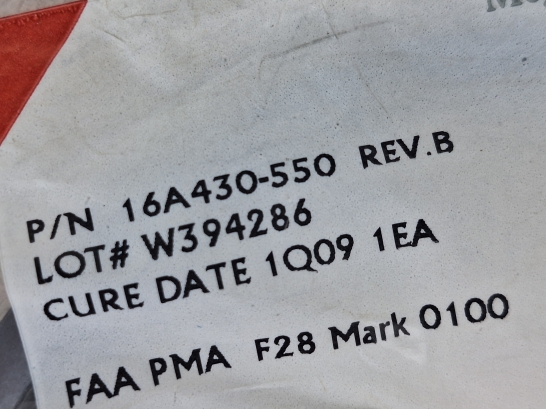 P/N 16A430-550 REV.B
LOT# W394286
CURE DATE 1Q09 1EA
FAA PMA F28 Mark 0100